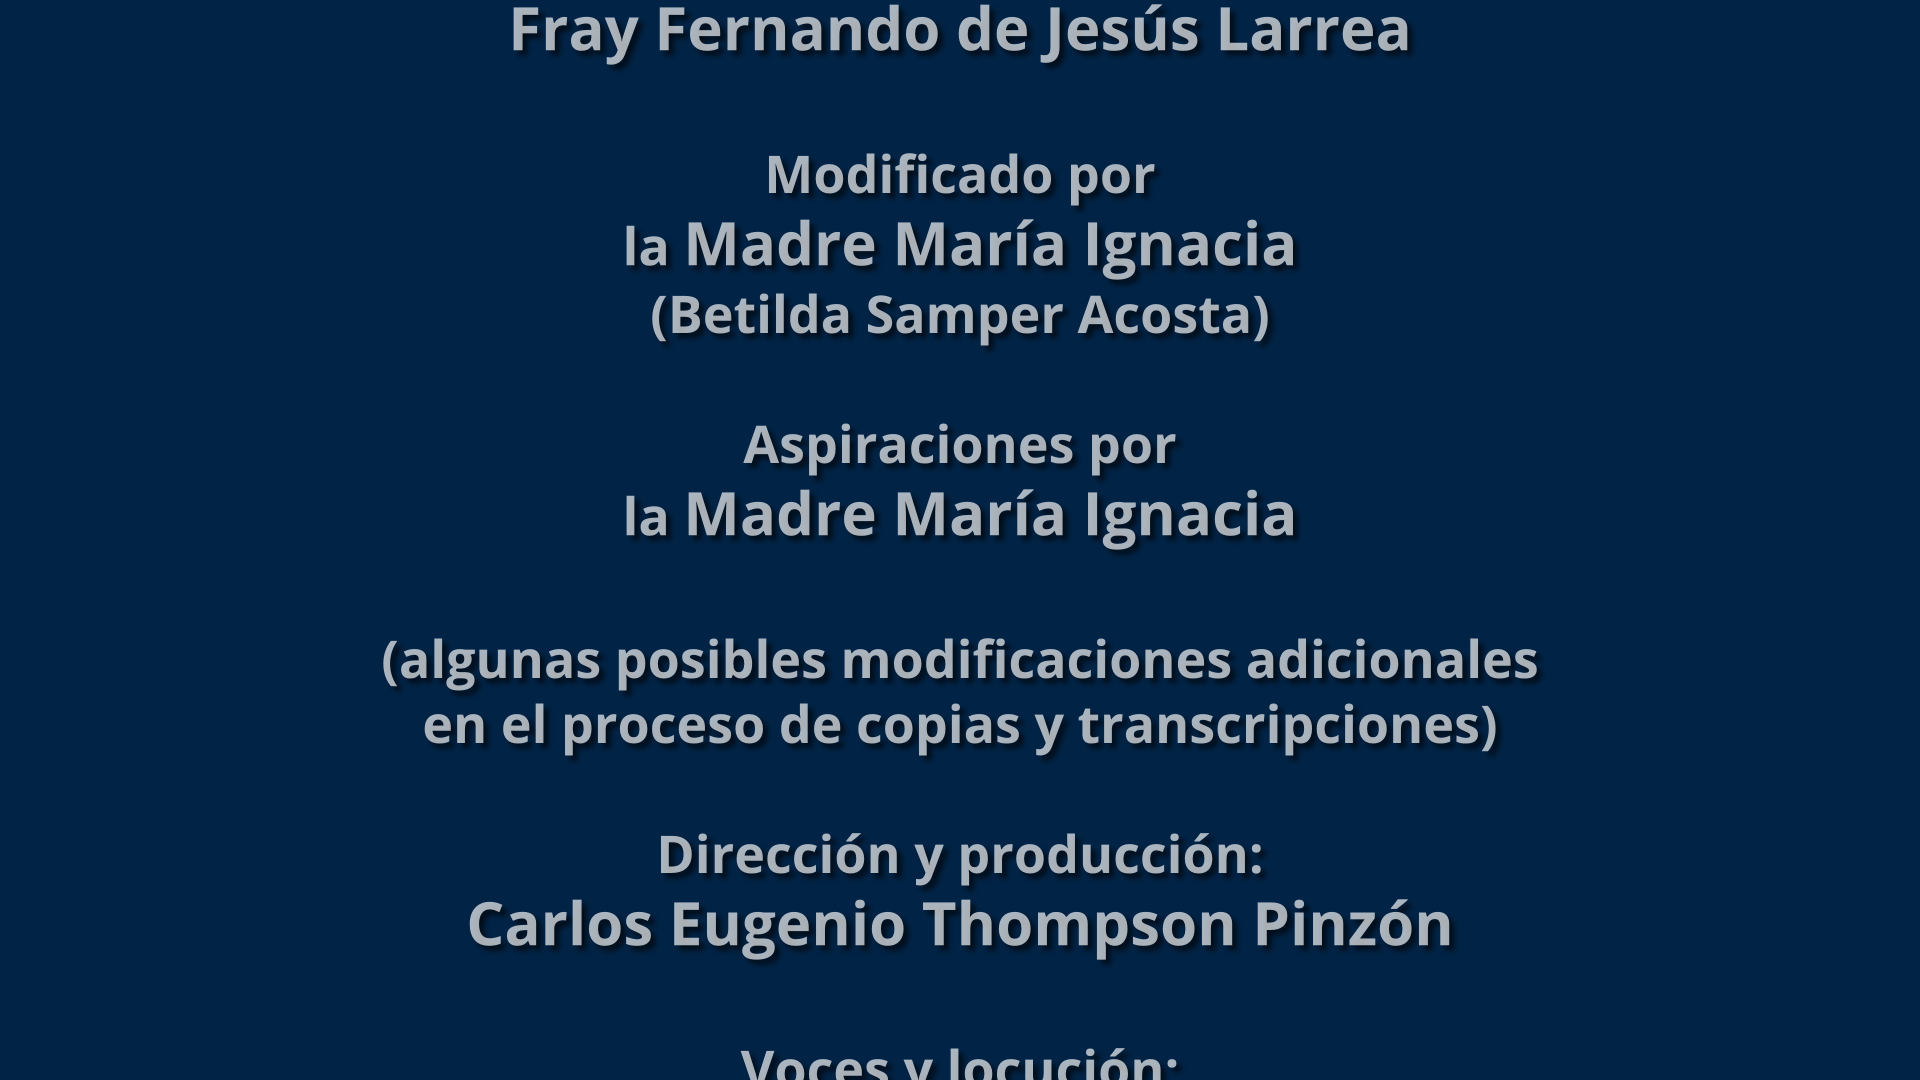 Fray Fernando de Jesús Larrea
Modificado por
la Madre María Ignacia
(Betilda Samper Acosta)
Aspiraciones por
la Madre María Ignacia
(algunas posibles modificaciones adicionales
en el proceso de copias y transcripciones)
Dirección y producción:
Carlos Eugenio Thompson Pinzón
Voces y locución: